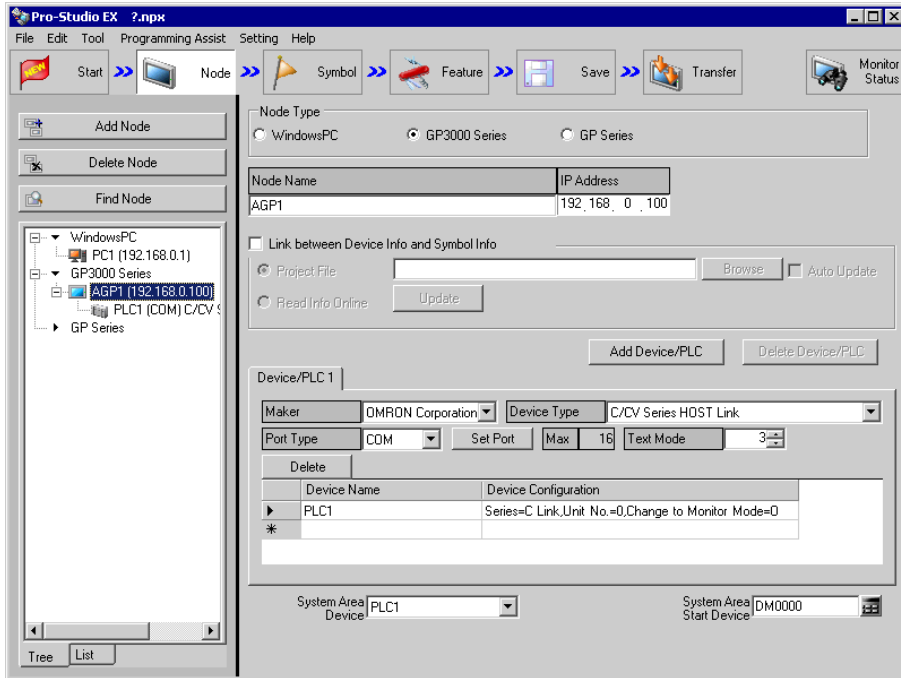 Pro-Studio EX ?.npx
File Edit Tool Programming Assist Setting Help
NEW Start Node Symbol Feature Save Transfer Monitor Status
Add Node
Delete Node
Find Node
WindowsPC
PC1 (192.168.0.1)
GP3000 Series
AGP1 (192.168.0.100)
PLC1 (COM) C/CV S
GP Series
Tree List
Node Type
WindowsPC GP3000 Series GP Series
Node Name IP Address
AGP1 192 . 168 . 0 . 100
Link between Device Info and Symbol Info
Project File Browse Auto Update
Read Info Online Update
Add Device/PLC Delete Device/PLC
Device/PLC 1
Maker OMRON Corporation Device Type C/CV Series HOST Link
Port Type COM Set Port Max 16 Text Mode 3
Delete
Device Name Device Configuration
PLC1 Series=C Link,Unit No.=0,Change to Monitor Mode=O
System Area Device PLC1 System Area Start Device DM0000